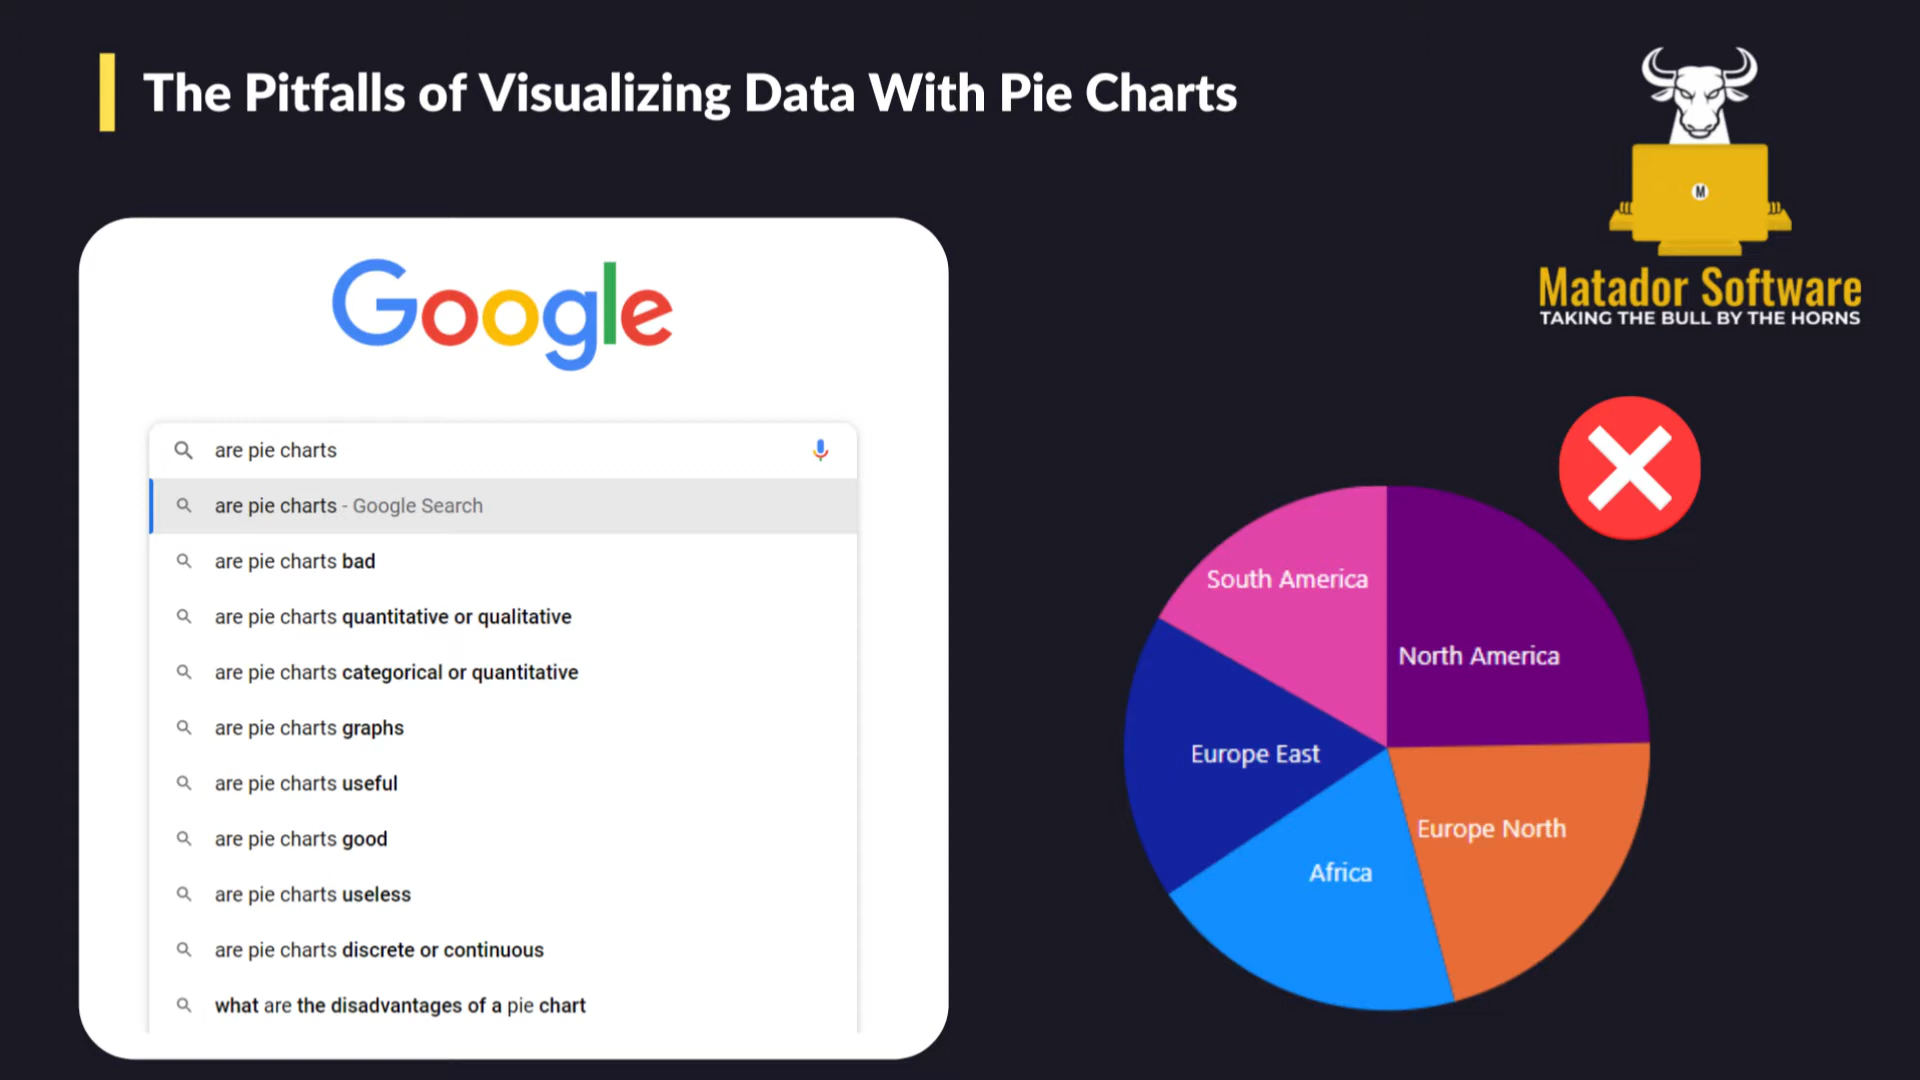 The Pitfalls of Visualizing Data With Pie Charts
M
Matador Software
TAKING THE BULL BY THE HORNS
Google
are pie charts
are pie charts - Google Search
are pie charts bad
are pie charts quantitative or qualitative
are pie charts categorical or quantitative
are pie charts graphs
are pie charts useful
are pie charts good
are pie charts useless
are pie charts discrete or continuous
what are the disadvantages of a pie chart
South America
North America
Europe East
Europe North
Africa